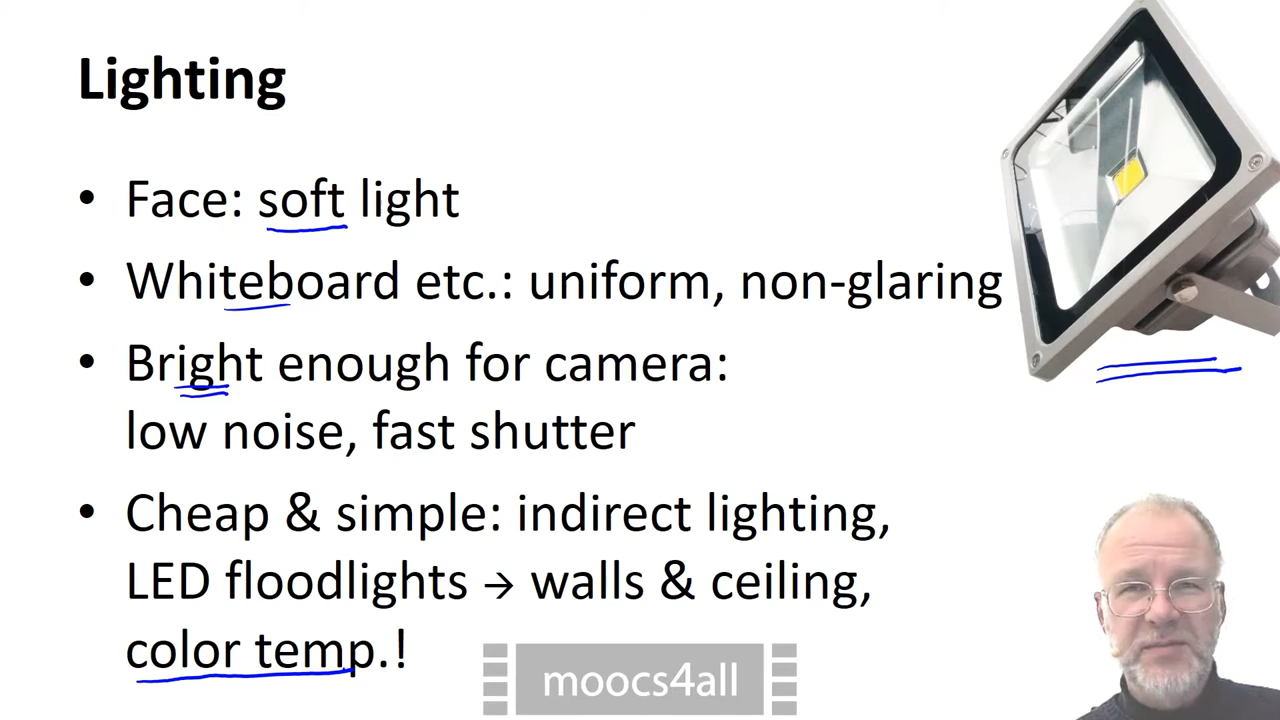 Lighting
• Face: soft light
• Whiteboard etc.: uniform, non-glaring
• Bright enough for camera:
low noise, fast shutter
• Cheap & simple: indirect lighting,
LED floodlights → walls & ceiling,
color temp.!
moocs4all